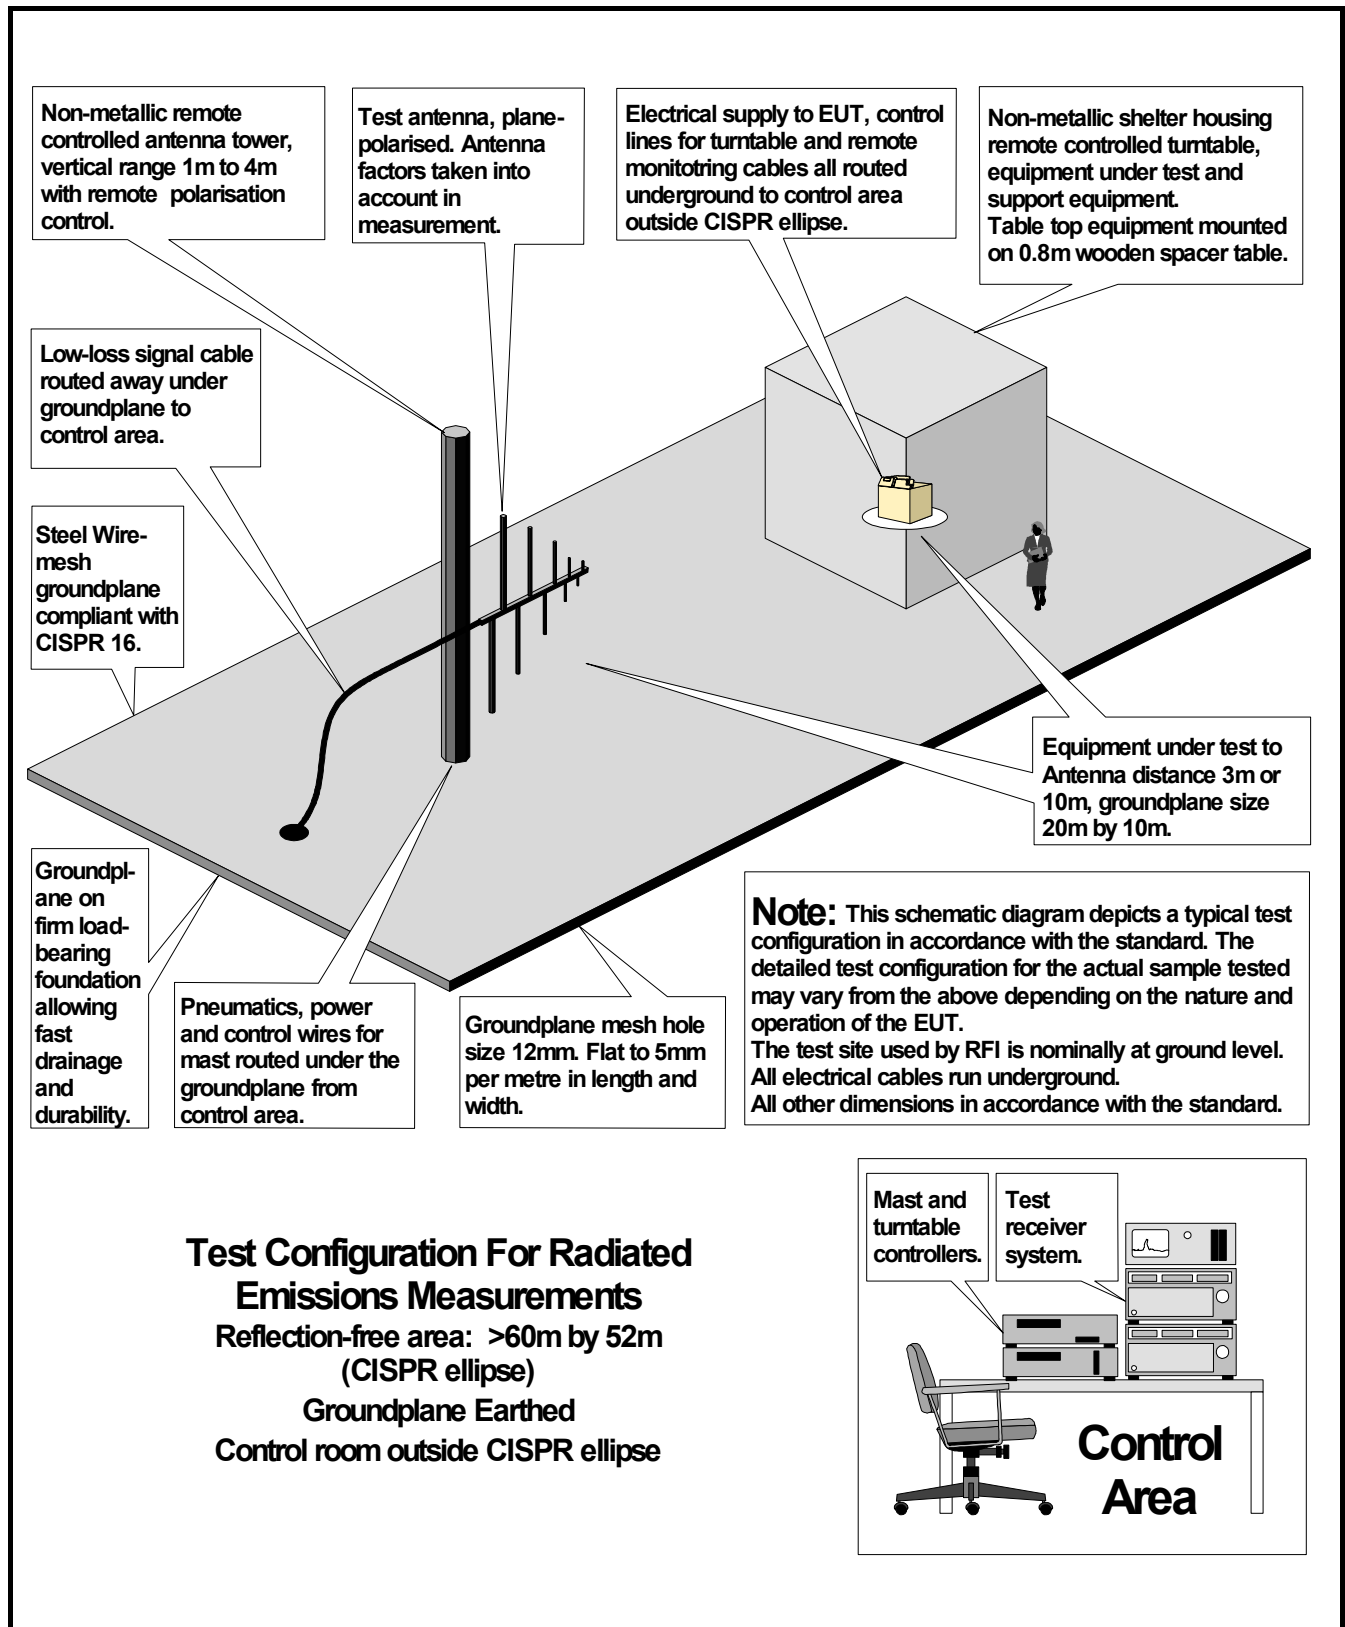 Non-metallic remote
controlled antenna tower,
vertical range 1m to 4m
with remote polarisation
control.
Test antenna, plane-
polarised. Antenna
factors taken into
account in
measurement.
Electrical supply to EUT, control
lines for turntable and remote
monitotring cables all routed
underground to control area
outside CISPR ellipse.
Non-metallic shelter housing
remote controlled turntable,
equipment under test and
support equipment.
Table top equipment mounted
on 0.8m wooden spacer table.
Low-loss signal cable
routed away under
groundplane to
control area.
Steel Wire-
mesh
groundplane
compliant with
CISPR 16.
Equipment under test to
Antenna distance 3m or
10m, groundplane size
20m by 10m.
Groundpl-
ane on
firm load-
bearing
foundation
allowing
fast
drainage
and
durability.
Pneumatics, power
and control wires for
mast routed under the
groundplane from
control area.
Groundplane mesh hole
size 12mm. Flat to 5mm
per metre in length and
width.
Note: This schematic diagram depicts a typical test
configuration in accordance with the standard. The
detailed test configuration for the actual sample tested
may vary from the above depending on the nature and
operation of the EUT.
The test site used by RFI is nominally at ground level.
All electrical cables run underground.
All other dimensions in accordance with the standard.
Test Configuration For Radiated
Emissions Measurements
Reflection-free area: >60m by 52m
(CISPR ellipse)
Groundplane Earthed
Control room outside CISPR ellipse
Mast and
turntable
controllers.
Test
receiver
system.
Control
Area